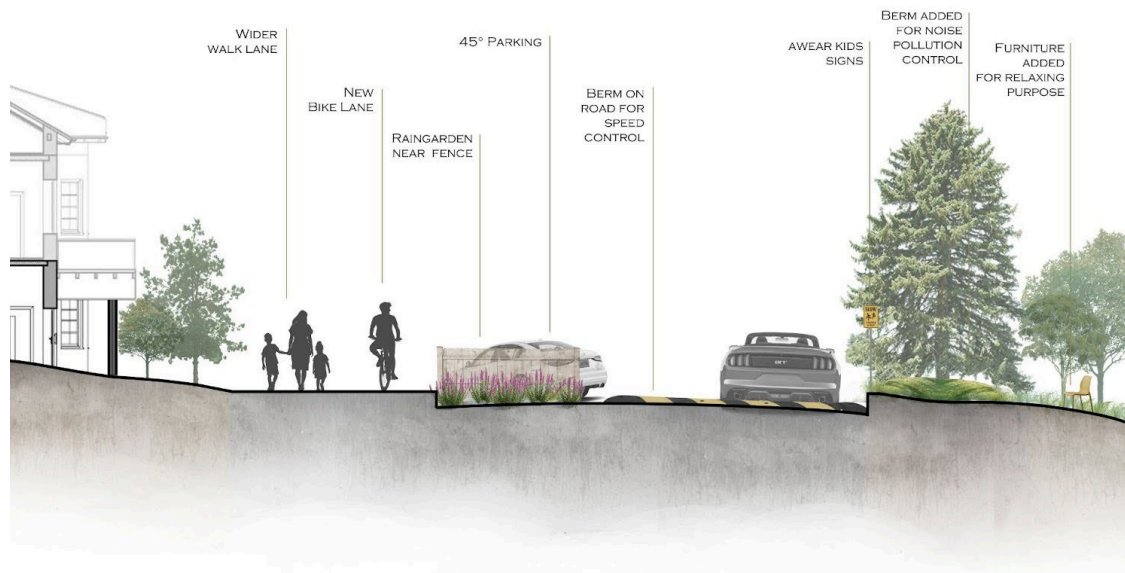 WIDER
WALK LANE
NEW
BIKE LANE
RAINGARDEN
NEAR FENCE
45° PARKING
BERM ON
ROAD FOR
SPEED
CONTROL
AWEAR KIDS
SIGNS
BERM ADDED
FOR NOISE
POLLUTION
CONTROL
FURNITURE
ADDED
FOR RELAXING
PURPOSE
GT